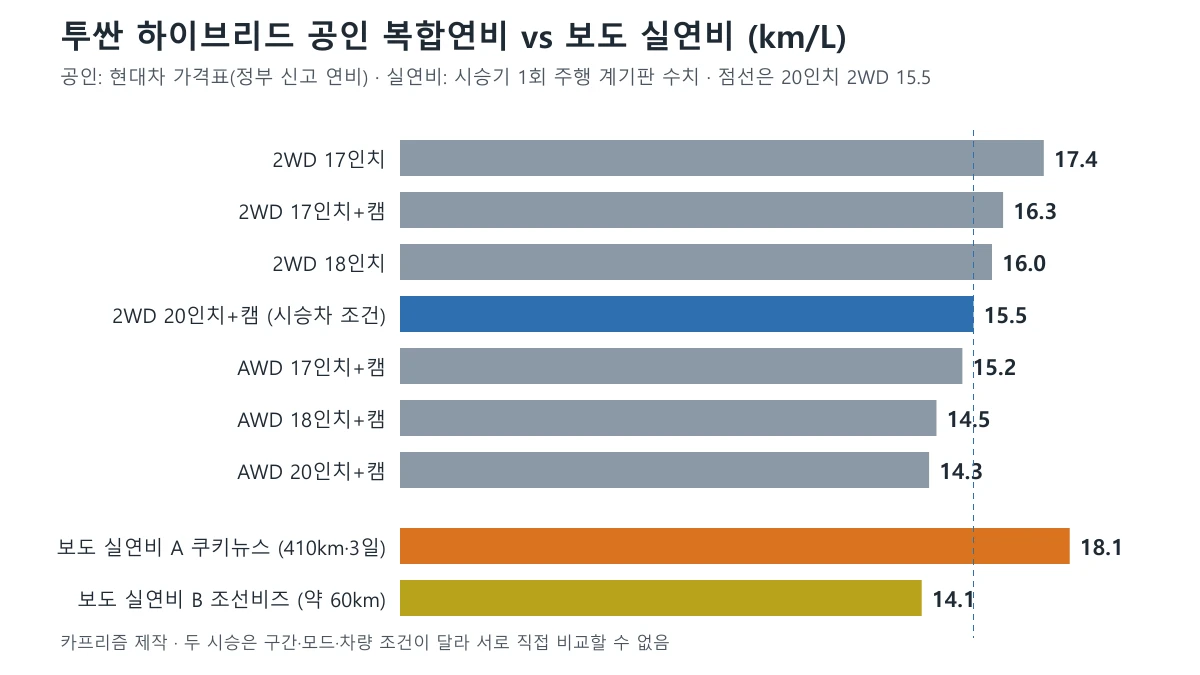 투싼 하이브리드 공인 복합연비 vs 보도 실연비 (km/L)
공인: 현대차 가격표(정부 신고 연비) · 실연비: 시승기 1회 주행 계기판 수치 · 점선은 20인치 2WD 15.5
2WD 17인치 17.4
2WD 17인치+캠 16.3
2WD 18인치 16.0
2WD 20인치+캠 (시승차 조건) 15.5
AWD 17인치+캠 15.2
AWD 18인치+캠 14.5
AWD 20인치+캠 14.3
보도 실연비 A 쿠키뉴스 (410km·3일) 18.1
보도 실연비 B 조선비즈 (약 60km) 14.1
카프리즘 제작 · 두 시승은 구간·모드·차량 조건이 달라 서로 직접 비교할 수 없음